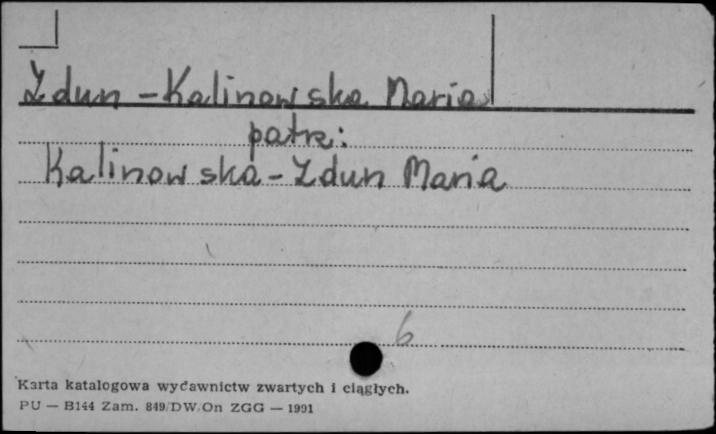 Zdun-Kalinowska Maria
patrz:
Kalinowska-Zdun Maria
6
Karta katalogowa wydawnictw zwartych i ciągłych.
PU — B144 Zam. 849/DW/On ZGG — 1991